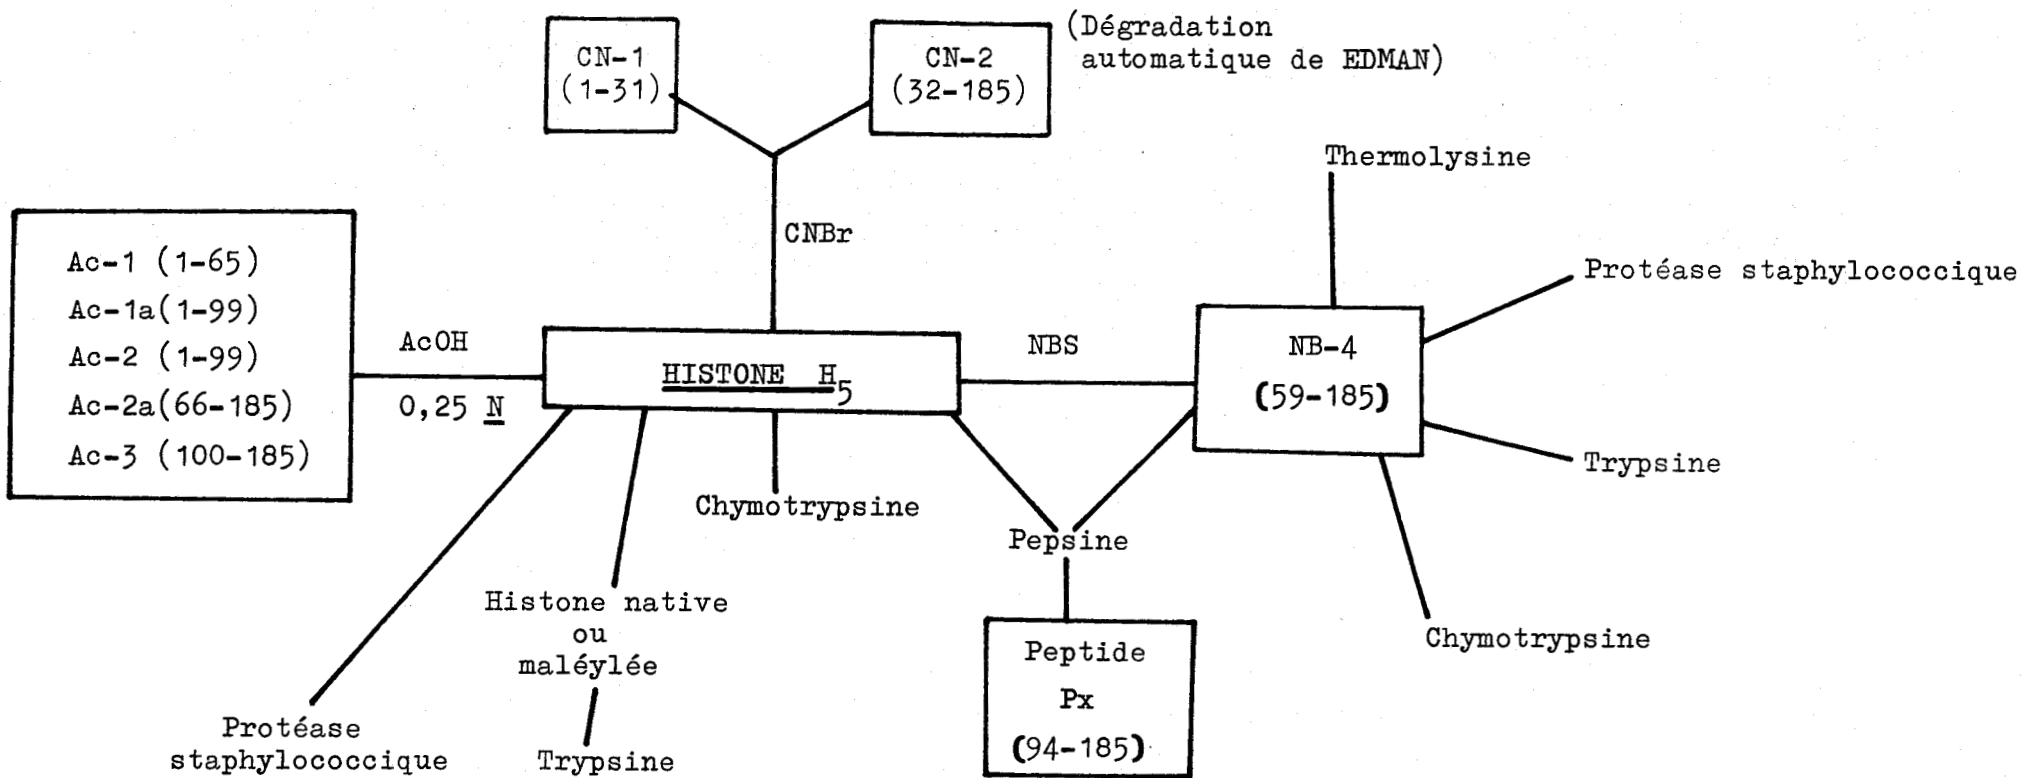 CN-1
(1-31)
CN-2
(32-185)
(Dégradation
automatique de EDMAN)
Thermolysine
CNBr
Protéase staphylococcique
Ac-1 (1-65)
Ac-1a(1-99)
Ac-2 (1-99)
Ac-2a(66-185)
Ac-3 (100-185)
AcOH
0,25 N
HISTONE H5
NBS
NB-4
(59-185)
Trypsine
Chymotrypsine
Pepsine
Histone native
ou
maléylée
Chymotrypsine
Peptide
Px
(94-185)
Protéase
staphylococcique
Trypsine